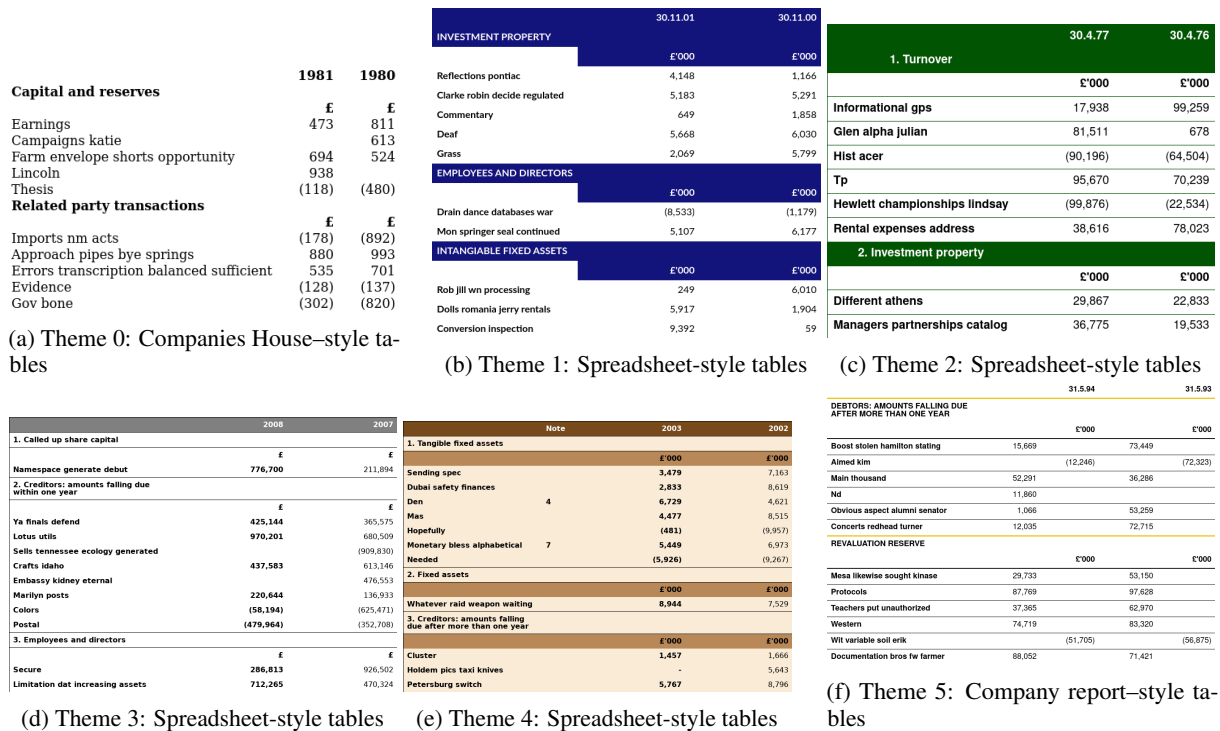 1981 1980
Capital and reserves
£ £
Earnings 473 811
Campaigns katie 613
Farm envelope shorts opportunity 694 524
Lincoln 938
Thesis (118) (480)
Related party transactions
£ £
Imports nm acts (178) (892)
Approach pipes bye springs 880 993
Errors transcription balanced sufficient 535 701
Evidence (128) (137)
Gov bone (302) (820)
(a) Theme 0: Companies House–style ta-
bles
30.11.01 30.11.00
INVESTMENT PROPERTY
£'000 £'000
Reflections pontiac 4,148 1,166
Clarke robin decide regulated 5,183 5,291
Commentary 649 1,858
Deaf 5,668 6,030
Grass 2,069 5,799
EMPLOYEES AND DIRECTORS
£'000 £'000
Drain dance databases war (8,533) (1,179)
Mon springer seal continued 5,107 6,177
INTANGIABLE FIXED ASSETS
£'000 £'000
Rob jill wn processing 249 6,010
Dolls romania jerry rentals 5,917 1,904
Conversion inspection 9,392 59
(b) Theme 1: Spreadsheet-style tables
30.4.77 30.4.76
1. Turnover
£'000 £'000
Informational gps 17,938 99,259
Glen alpha julian 81,511 678
Hist acer (90,196) (64,504)
Tp 95,670 70,239
Hewlett championships lindsay (99,876) (22,534)
Rental expenses address 38,616 78,023
2. Investment property
£'000 £'000
Different athens 29,867 22,833
Managers partnerships catalog 36,775 19,533
(c) Theme 2: Spreadsheet-style tables
2008 2007
1. Called up share capital
£ £
Namespace generate debut 776,700 211,894
2. Creditors: amounts falling due
within one year
£ £
Ya finals defend 425,144 365,575
Lotus utils 970,201 680,509
Sells tennessee ecology generated (909,830)
Crafts idaho 437,583 613,146
Embassy kidney eternal 476,553
Marilyn posts 220,644 136,933
Colors (58,194) (625,471)
Postal (479,964) (352,708)
3. Employees and directors
£ £
Secure 286,813 926,502
Limitation dat increasing assets 712,265 470,324
(d) Theme 3: Spreadsheet-style tables
Note 2003 2002
1. Tangible fixed assets
£'000 £'000
Sending spec 3,479 7,163
Dubai safety finances 2,833 8,619
Den 4 6,729 4,621
Mas 4,477 8,515
Hopefully (481) (9,957)
Monetary bless alphabetical 7 5,449 6,973
Needed (5,926) (9,267)
2. Fixed assets
£'000 £'000
Whatever raid weapon waiting 8,944 7,529
3. Creditors: amounts falling
due after more than one year
£'000 £'000
Cluster 1,457 1,666
Holdem pics taxi knives - 5,643
Petersburg switch 5,767 8,796
(e) Theme 4: Spreadsheet-style tables
31.5.94 31.5.93
DEBTORS: AMOUNTS FALLING DUE
AFTER MORE THAN ONE YEAR
£'000 £'000
Boost stolen hamilton stating 15,669 73,449
Aimed kim (12,246) (72,323)
Main thousand 52,291 36,286
Nd 11,860
Obvious aspect alumni senator 1,066 53,259
Concerts redhead turner 12,035 72,715
REVALUATION RESERVE
£'000 £'000
Mesa likewise sought kinase 29,733 53,150
Protocols 87,769 97,628
Teachers put unauthorized 37,365 62,970
Western 74,719 83,320
Wit variable soil erik (51,705) (56,875)
Documentation bros fw farmer 88,052 71,421
(f) Theme 5: Company report–style ta-
bles